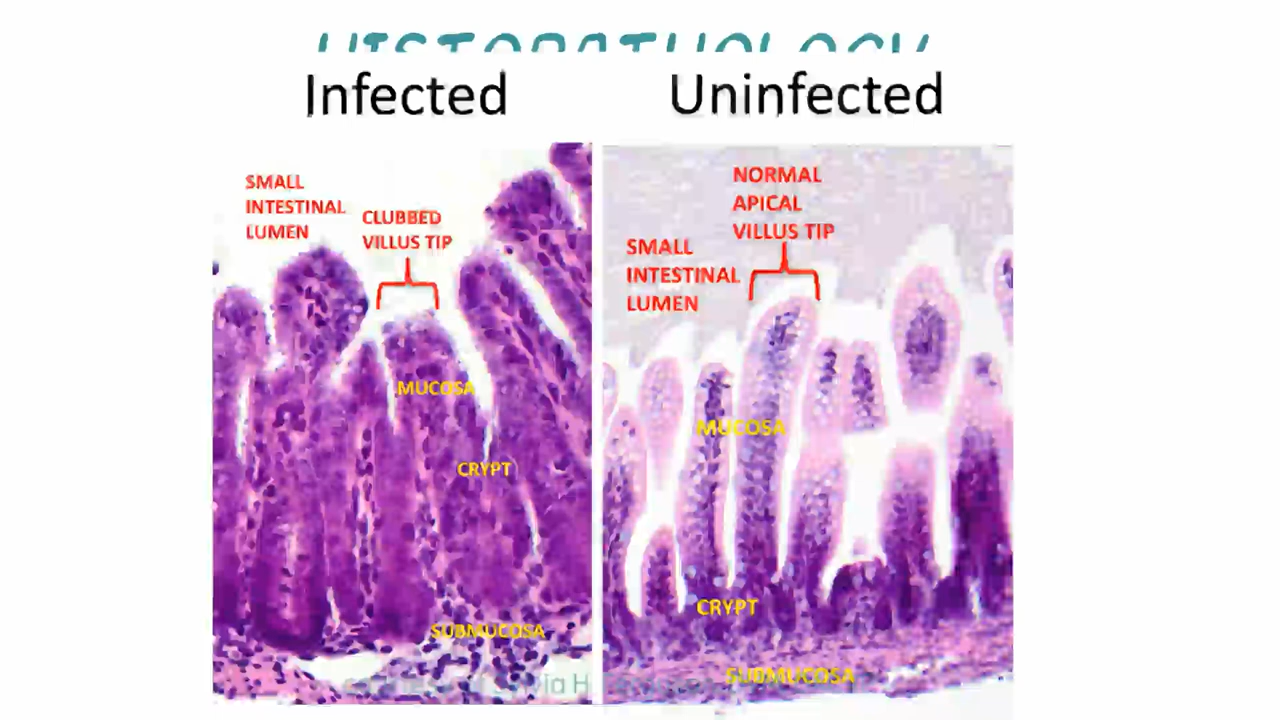 HISTOPATHOLOGY
Infected
Uninfected
SMALL
INTESTINAL
LUMEN
CLUBBED
VILLUS TIP
MUCOSA
CRYPT
SUBMUCOSA
NORMAL
APICAL
VILLUS TIP
SMALL
INTESTINAL
LUMEN
MUCOSA
CRYPT
SUBMUCOSA